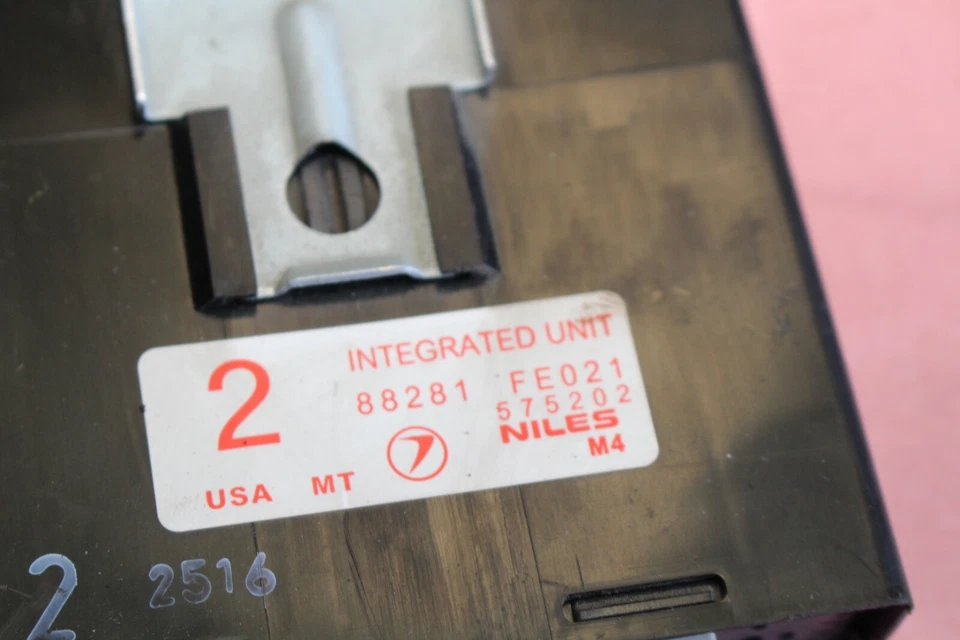 2
INTEGRATED UNIT
88281 FE021
575202
NILES
USA MT
M4
2
2516